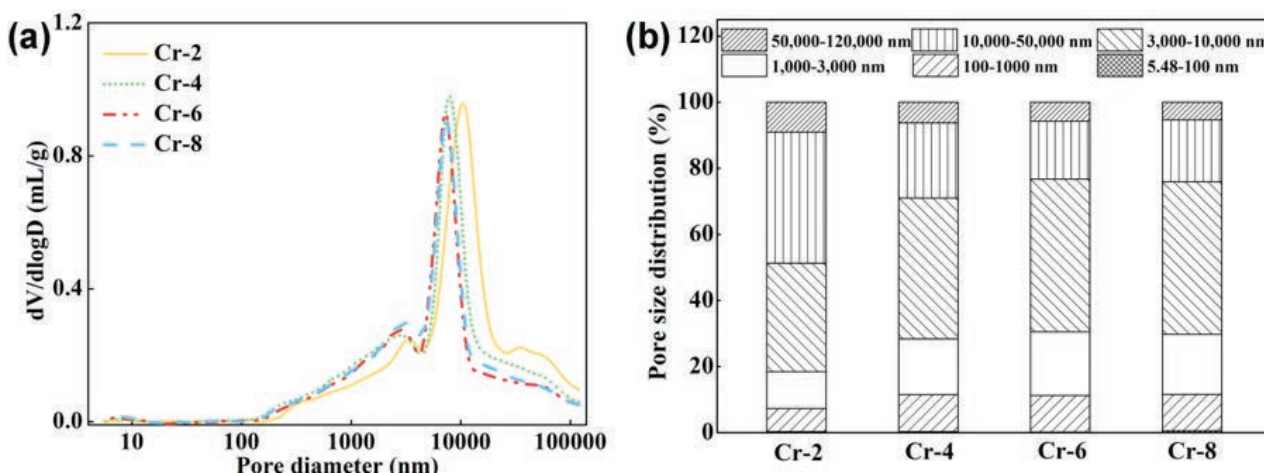 (a)
1.2
0.8
0.4
0.0
dV/dlogD (mL/g)
Cr-2
Cr-4
Cr-6
Cr-8
10 100 1000 10000 100000
Pore diameter (nm)
(b)
120
100
80
60
40
20
0
Pore size distribution (%)
50,000-120,000 nm 10,000-50,000 nm 3,000-10,000 nm
1,000-3,000 nm 100-1000 nm 5.48-100 nm
Cr-2 Cr-4 Cr-6 Cr-8